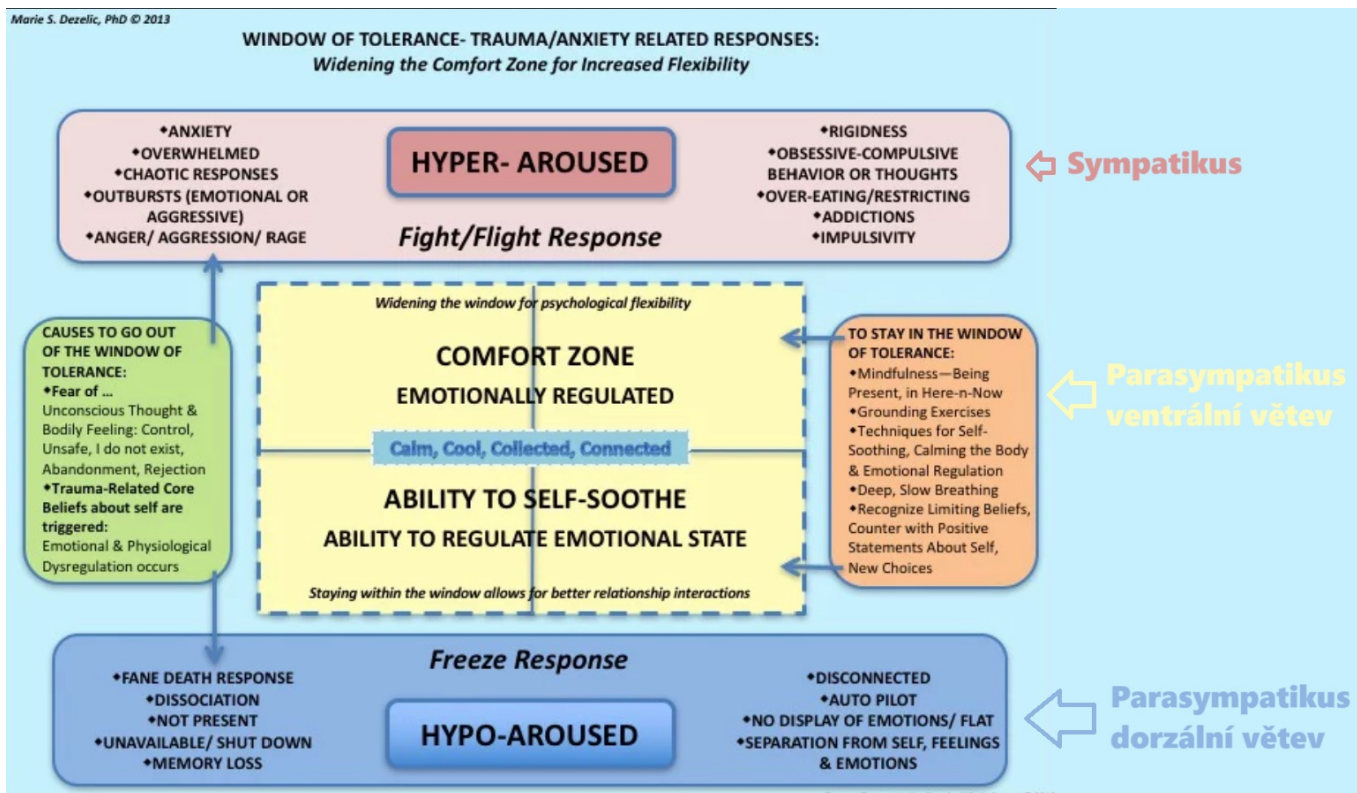 Marie S. Dezelic, PhD © 2013
WINDOW OF TOLERANCE- TRAUMA/ANXIETY RELATED RESPONSES:
Widening the Comfort Zone for Increased Flexibility
◆ANXIETY
◆OVERWHELMED
◆CHAOTIC RESPONSES
◆OUTBURSTS (EMOTIONAL OR
AGGRESSIVE)
◆ANGER/ AGGRESSION/ RAGE
HYPER- AROUSED
Fight/Flight Response
◆RIGIDNESS
◆OBSESSIVE-COMPULSIVE
BEHAVIOR OR THOUGHTS
◆OVER-EATING/RESTRICTING
◆ADDICTIONS
◆IMPULSIVITY
Sympatikus
CAUSES TO GO OUT
OF THE WINDOW OF
TOLERANCE:
◆Fear of ...
Unconscious Thought &
Bodily Feeling: Control,
Unsafe, I do not exist,
Abandonment, Rejection
◆Trauma-Related Core
Beliefs about self are
triggered:
Emotional & Physiological
Dysregulation occurs
Widening the window for psychological flexibility
COMFORT ZONE
EMOTIONALLY REGULATED
Calm, Cool, Collected, Connected
ABILITY TO SELF-SOOTHE
ABILITY TO REGULATE EMOTIONAL STATE
Staying within the window allows for better relationship interactions
TO STAY IN THE WINDOW
OF TOLERANCE:
◆Mindfulness—Being
Present, in Here-n-Now
◆Grounding Exercises
◆Techniques for Self-
Soothing, Calming the Body
& Emotional Regulation
◆Deep, Slow Breathing
◆Recognize Limiting Beliefs,
Counter with Positive
Statements About Self,
New Choices
Parasympatikus
ventrální větev
Freeze Response
◆FANE DEATH RESPONSE
◆DISSOCIATION
◆NOT PRESENT
◆UNAVAILABLE/ SHUT DOWN
◆MEMORY LOSS
HYPO-AROUSED
◆DISCONNECTED
◆AUTO PILOT
◆NO DISPLAY OF EMOTIONS/ FLAT
◆SEPARATION FROM SELF, FEELINGS
& EMOTIONS
Parasympatikus
dorzální větev